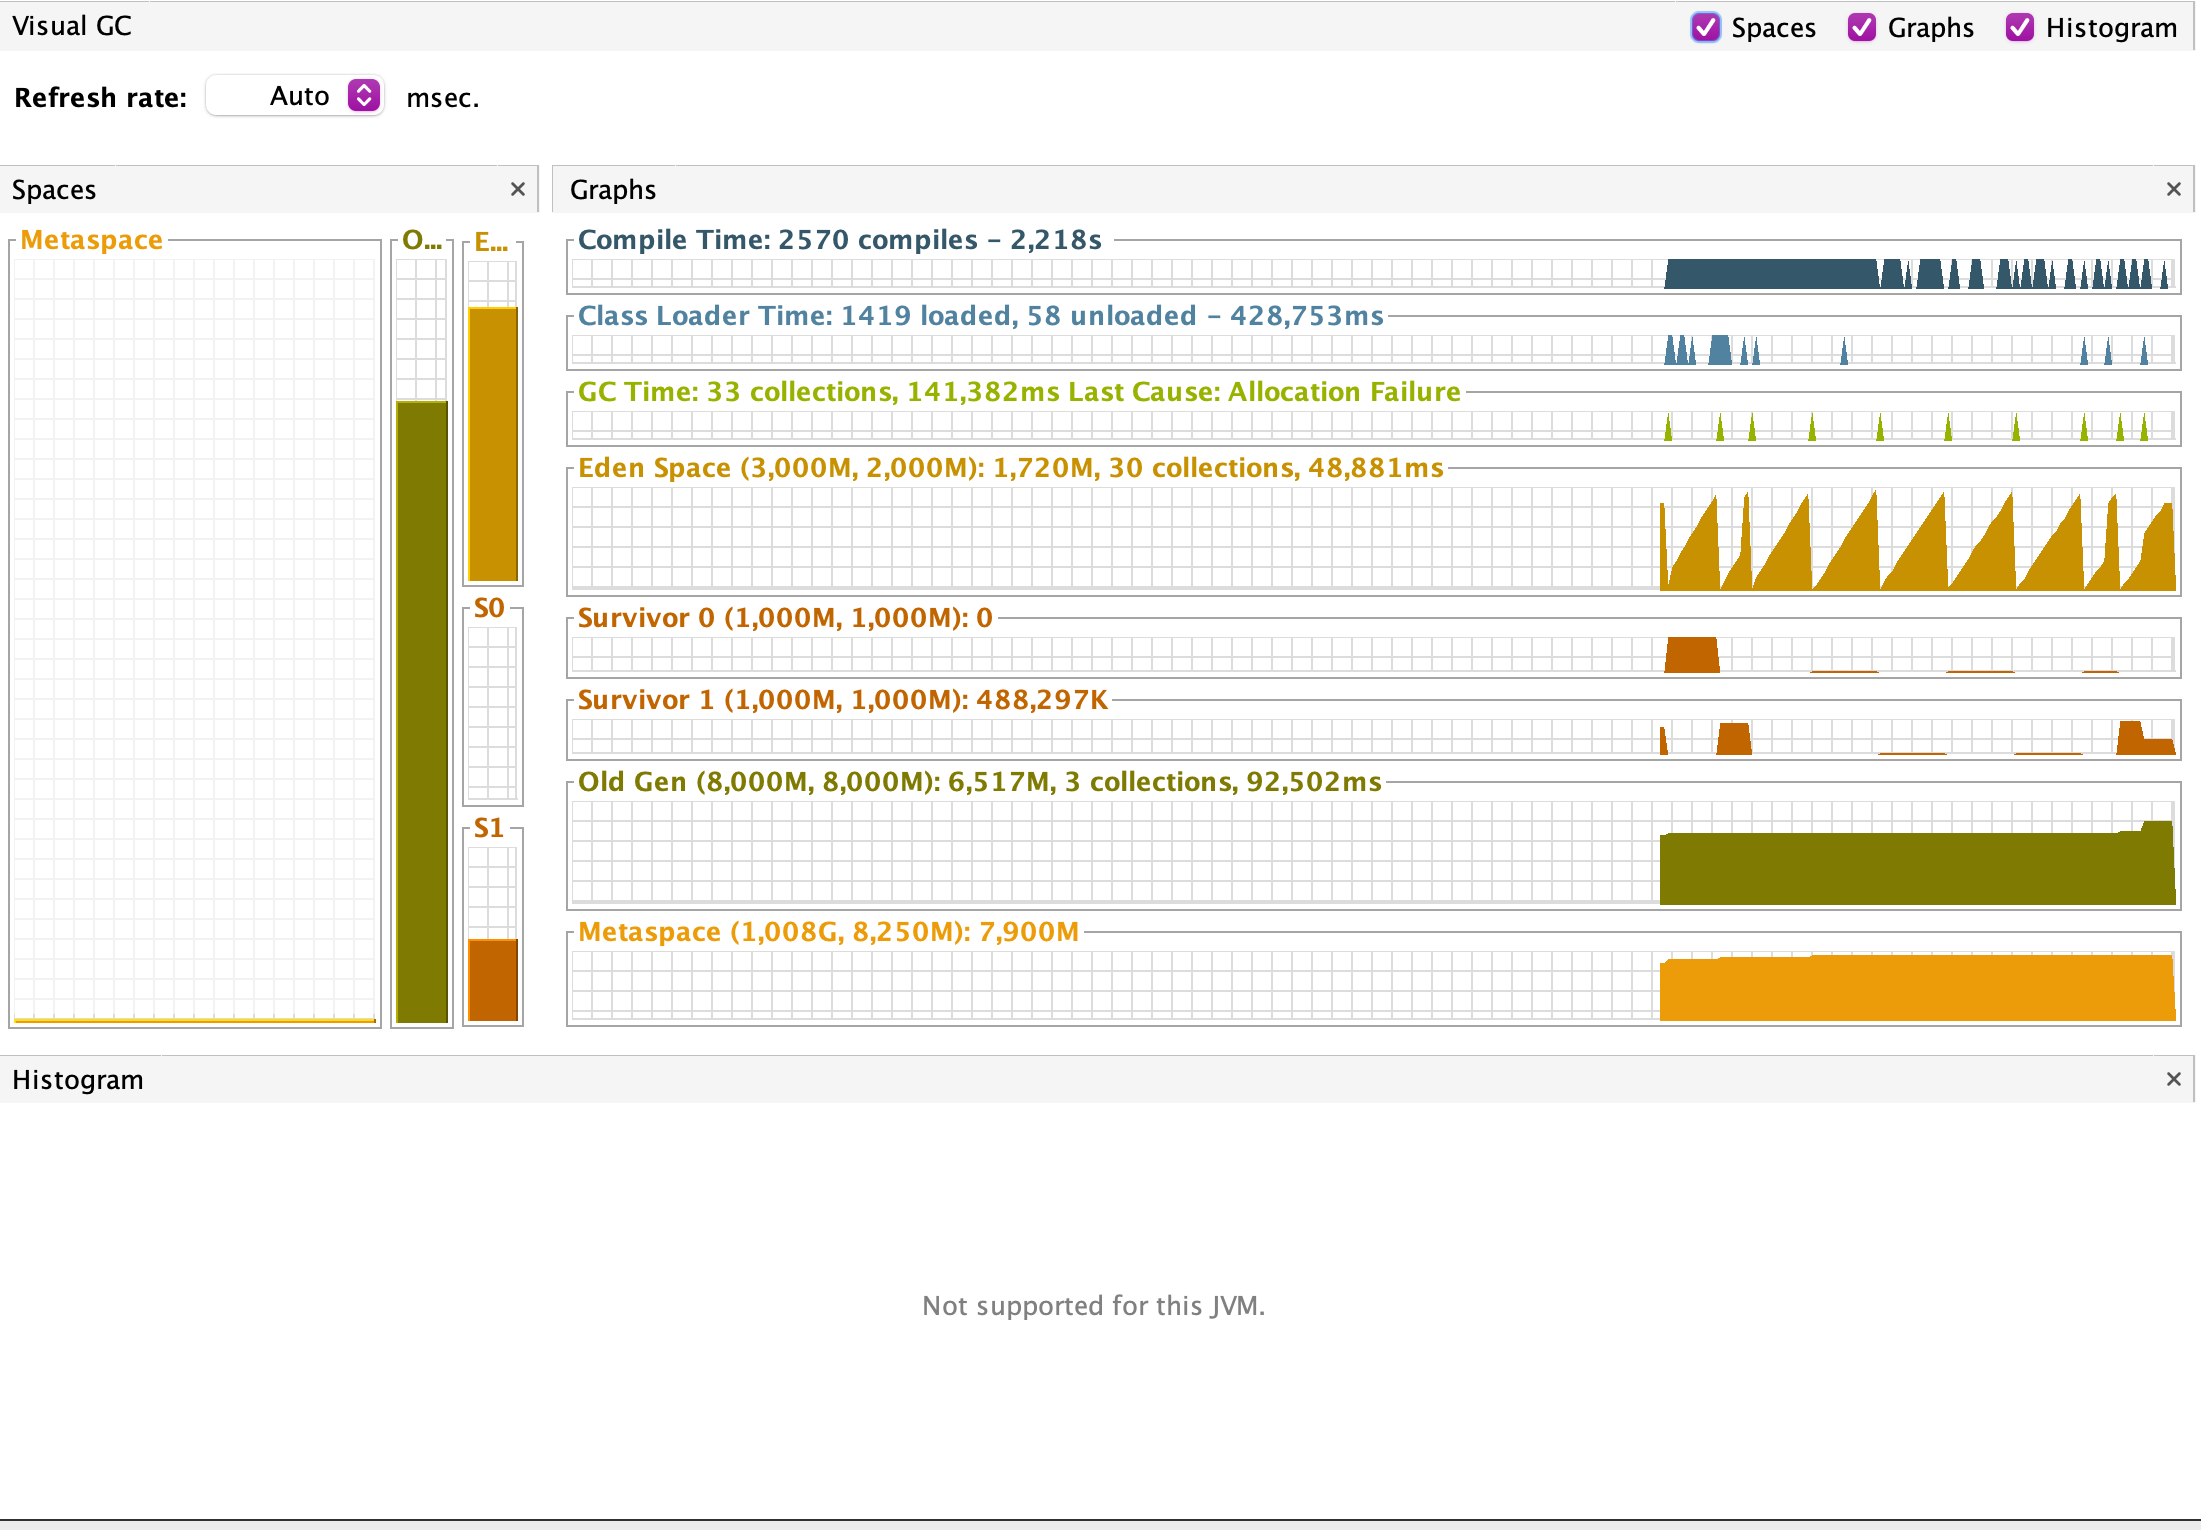 Visual GC
Spaces
Graphs
Histogram
Refresh rate:
Auto
msec.
Spaces
Graphs
Metaspace
O...
E...
S0
S1
Compile Time: 2570 compiles – 2,218s
Class Loader Time: 1419 loaded, 58 unloaded – 428,753ms
GC Time: 33 collections, 141,382ms Last Cause: Allocation Failure
Eden Space (3,000M, 2,000M): 1,720M, 30 collections, 48,881ms
Survivor 0 (1,000M, 1,000M): 0
Survivor 1 (1,000M, 1,000M): 488,297K
Old Gen (8,000M, 8,000M): 6,517M, 3 collections, 92,502ms
Metaspace (1,008G, 8,250M): 7,900M
Histogram
Not supported for this JVM.